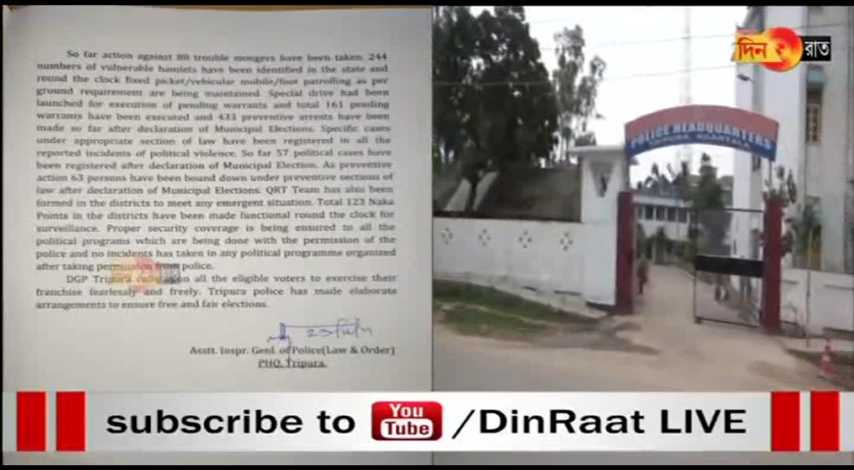 So far action against 88 trouble mongers have been taken. 244
numbers of vulnerable hamlets have been identified in the state and
round the clock fixed picket/vehicular mobile/foot patrolling as per
ground requirement are being maintained. Special drive had been
launched for execution of pending warrants and total 161 pending
warrants have been executed and 433 preventive arrests have been
made so far after declaration of Municipal Elections. Specific cases
under appropriate section of law have been registered in all the
reported incidents of political violence. So far 57 political cases have
been registered after declaration of Municipal Election. As preventive
action 63 persons have been bound down under preventive sections of
law after declaration of Municipal Elections. QRT Team has also been
formed in the districts to meet any emergent situation. Total 123 Naka
Points in the districts have been made functional round the clock for
surveillance. Proper security coverage is being ensured to all the
political programs which are being done with the permission of the
police and no incidents has taken in any political programme organized
after taking permission from police.
DGP Tripura all the eligible voters to exercise their
franchise fearlessly and freely. Tripura police has made elaborate
arrangements to ensure free and fair elections.
Asstt. Inspr. Genl. of Police(Law & Order)
PHQ, Tripura.
দিন রাত
POLICE HEADQUARTERS
TRIPURA, AGARTALA
subscribe to You Tube /DinRaat LIVE